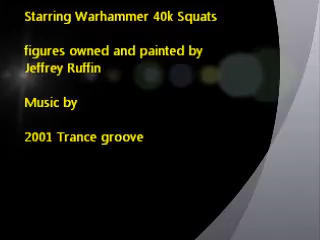 Starring Warhammer 40k Squats
figures owned and painted by
Jeffrey Ruffin
Music by
2001 Trance groove